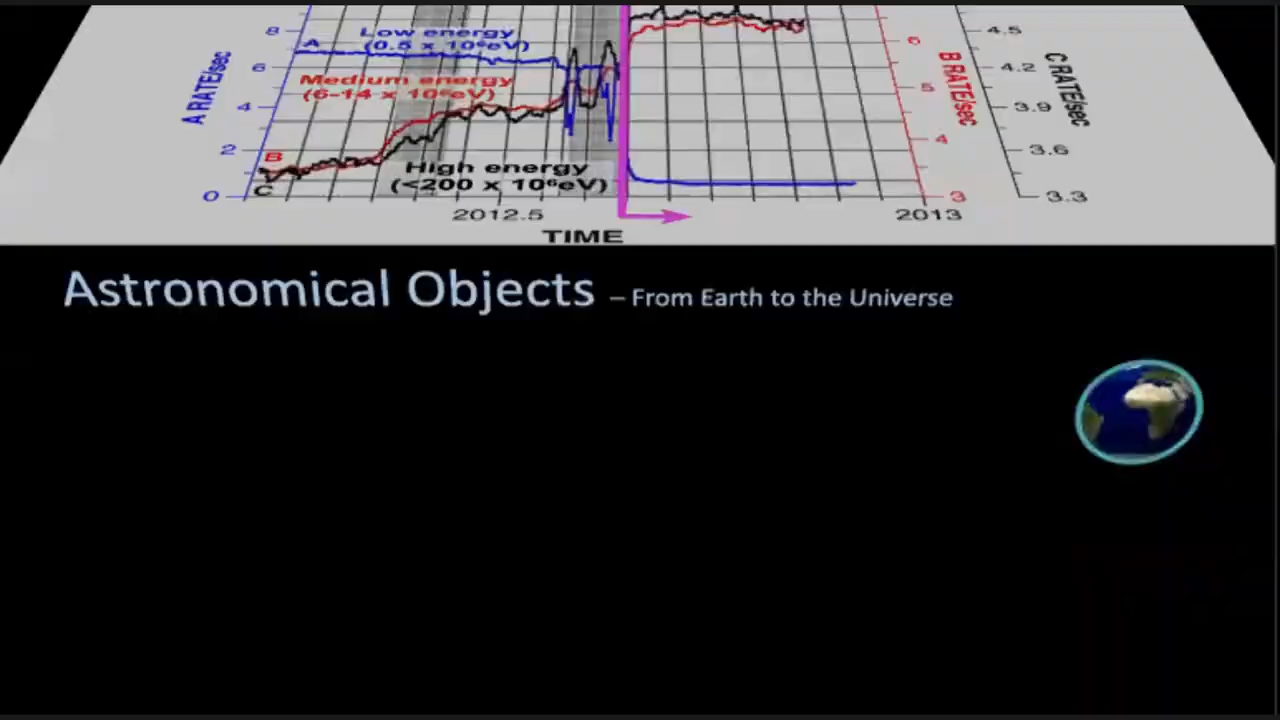 8
6
4
2
0
A RATE/sec
A
Low energy
(0.5 x 10⁶eV)
Medium energy
(6-14 x 10⁶eV)
B
C
High energy
(<200 x 10⁶eV)
6
5
4
3
B RATE/sec
4.5
4.2
3.9
3.6
3.3
C RATE/sec
2012.5
2013
TIME
Astronomical Objects – From Earth to the Universe